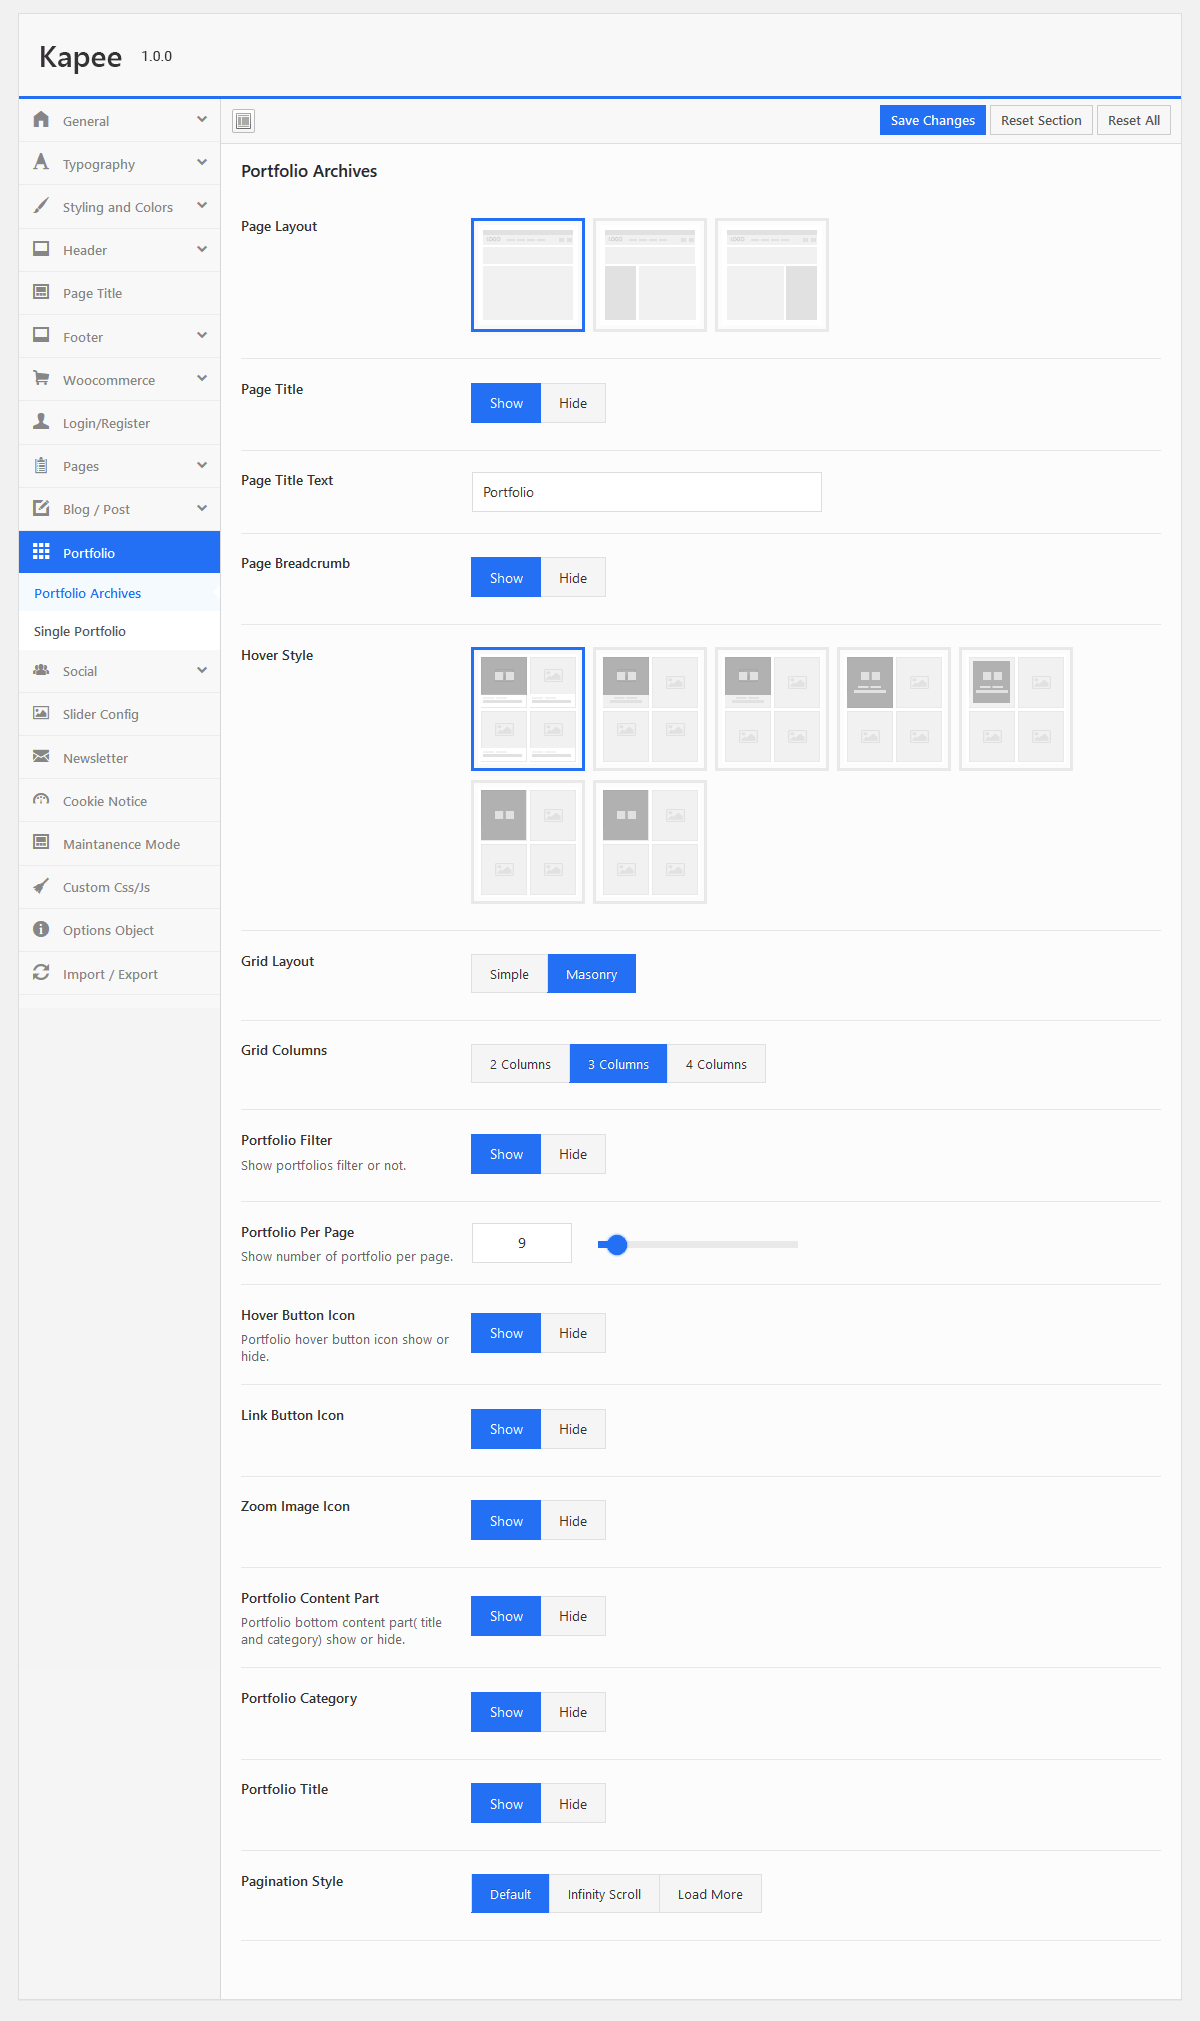 Kapee 1.0.0
General
Typography
Styling and Colors
Header
Page Title
Footer
Woocommerce
Login/Register
Pages
Blog / Post
Portfolio
Portfolio Archives
Single Portfolio
Social
Slider Config
Newsletter
Cookie Notice
Maintanence Mode
Custom Css/Js
Options Object
Import / Export
Save Changes Reset Section Reset All
Portfolio Archives
Page Layout
LOGO LOGO LOGO
Page Title
Show Hide
Page Title Text
Portfolio
Page Breadcrumb
Show Hide
Hover Style
Grid Layout
Simple Masonry
Grid Columns
2 Columns 3 Columns 4 Columns
Portfolio Filter
Show portfolios filter or not.
Show Hide
Portfolio Per Page
Show number of portfolio per page.
9
Hover Button Icon
Portfolio hover button icon show or
hide.
Show Hide
Link Button Icon
Show Hide
Zoom Image Icon
Show Hide
Portfolio Content Part
Portfolio bottom content part( title
and category) show or hide.
Show Hide
Portfolio Category
Show Hide
Portfolio Title
Show Hide
Pagination Style
Default Infinity Scroll Load More